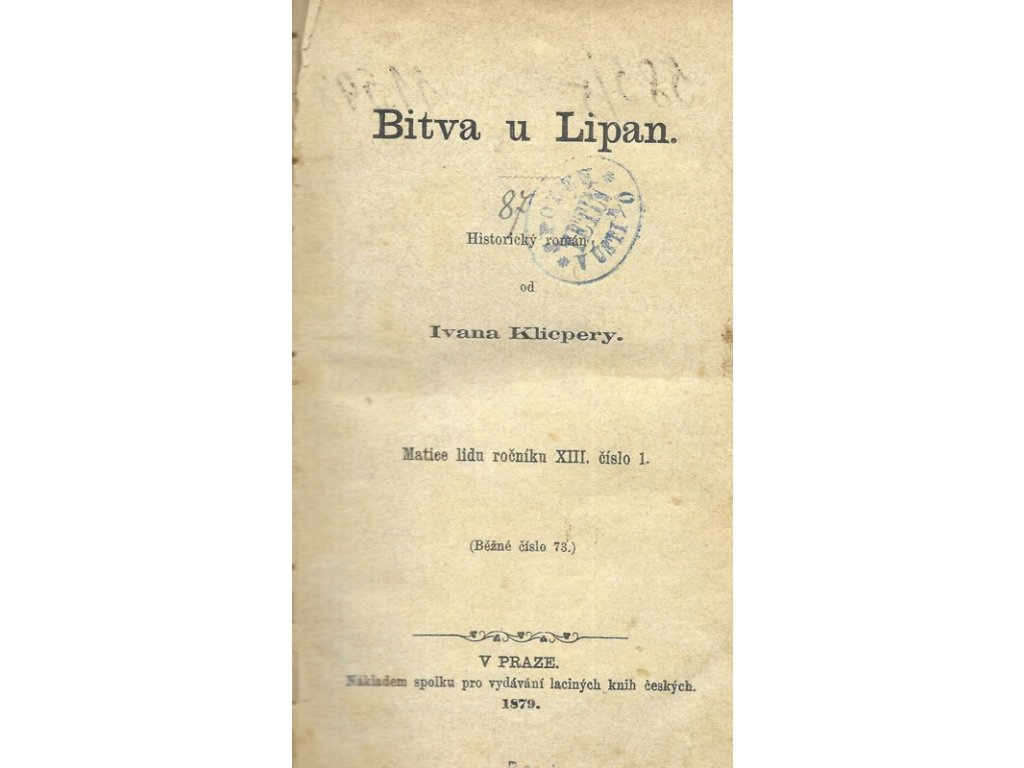 Bitva u Lipan.
87
Historický román
od
Ivana Klicpery.
Matice lidu ročníku XIII. číslo 1.
(Běžné číslo 73.)
V PRAZE.
Nákladem spolku pro vydávání laciných knih českých.
1879.